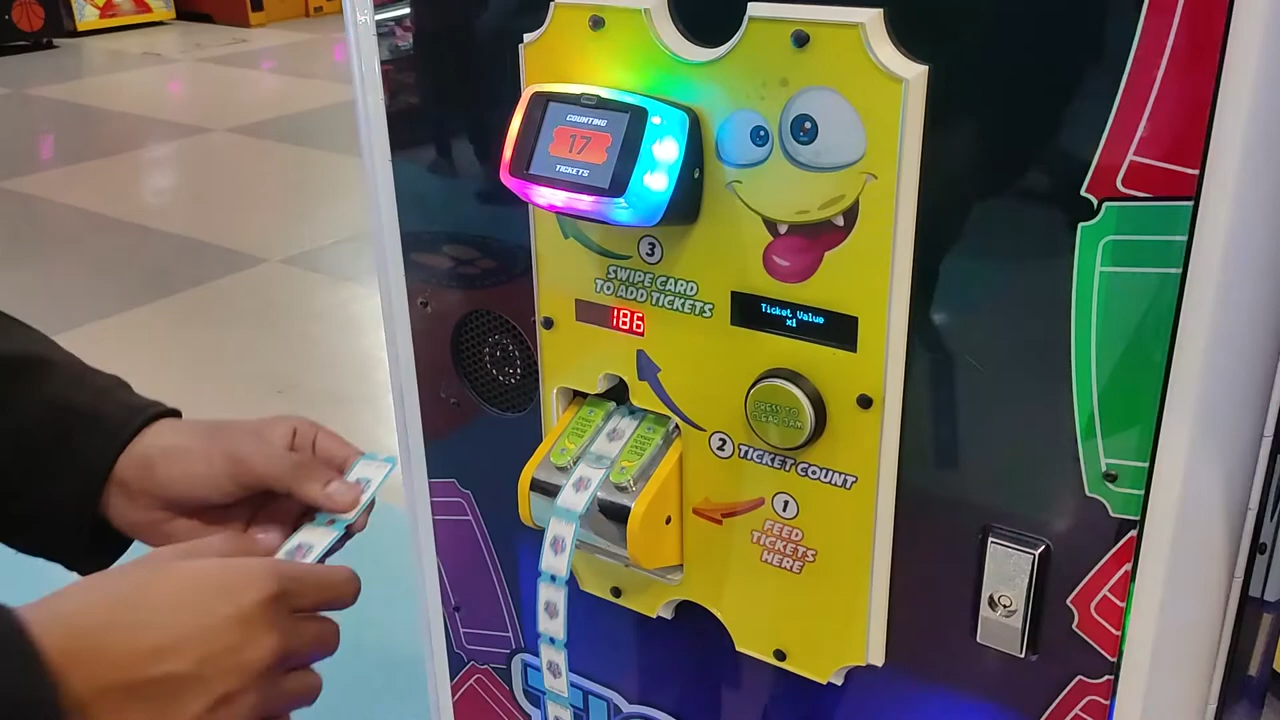 COUNTING
17
TICKETS
3
SWIPE CARD
TO ADD TICKETS
186
Ticket Value
x1
PRESS TO
CLEAR JAM
2 TICKET COUNT
1
FEED
TICKETS
HERE